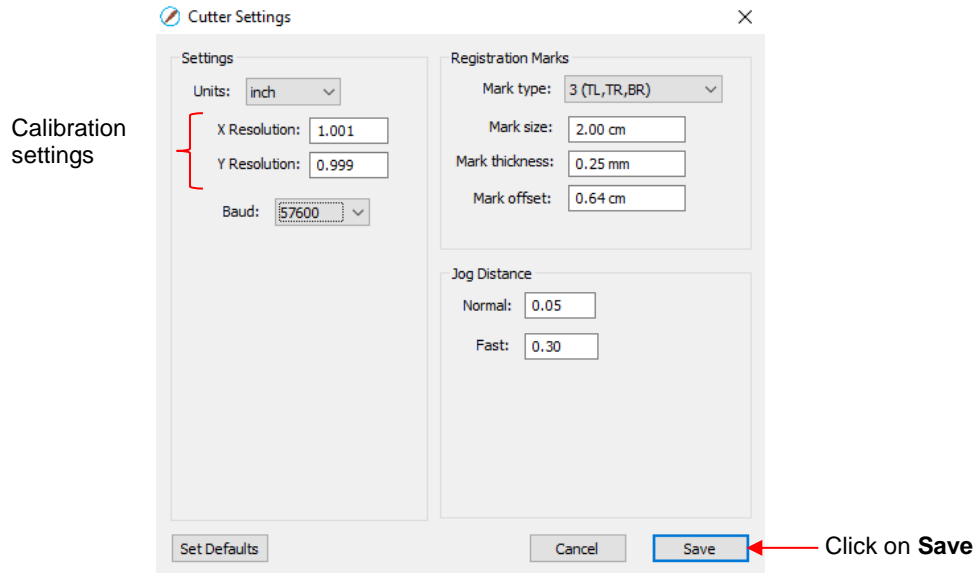 Cutter Settings
Settings
Units: inch
Calibration
settings
X Resolution: 1.001
Y Resolution: 0.999
Baud: 57600
Registration Marks
Mark type: 3 (TL,TR,BR)
Mark size: 2.00 cm
Mark thickness: 0.25 mm
Mark offset: 0.64 cm
Jog Distance
Normal: 0.05
Fast: 0.30
Set Defaults
Cancel
Save
Click on Save